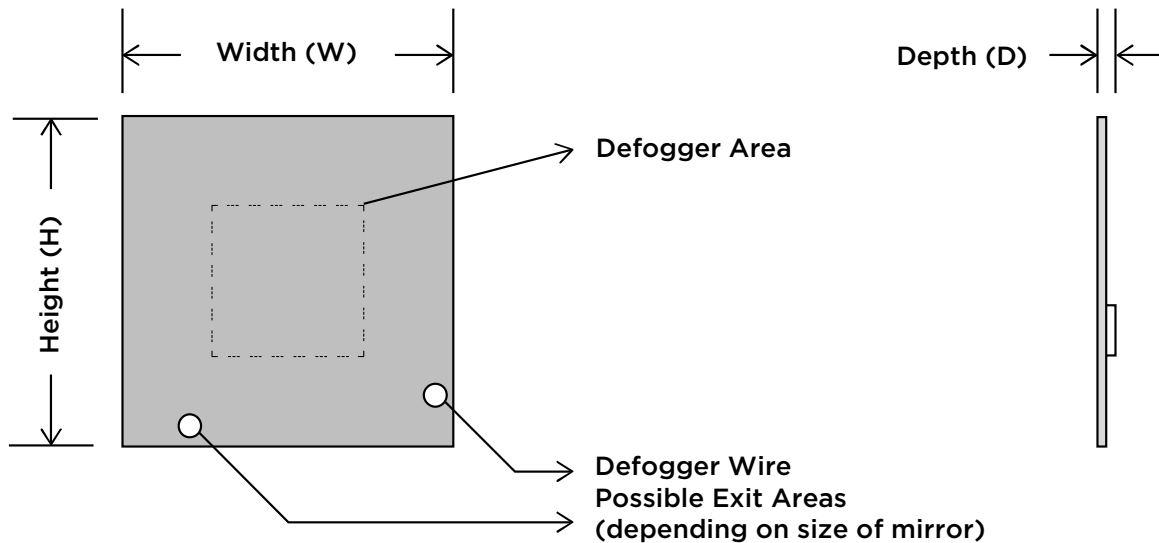 Width (W)
Depth (D)
Defogger Area
Height (H)
Defogger Wire
Possible Exit Areas
(depending on size of mirror)